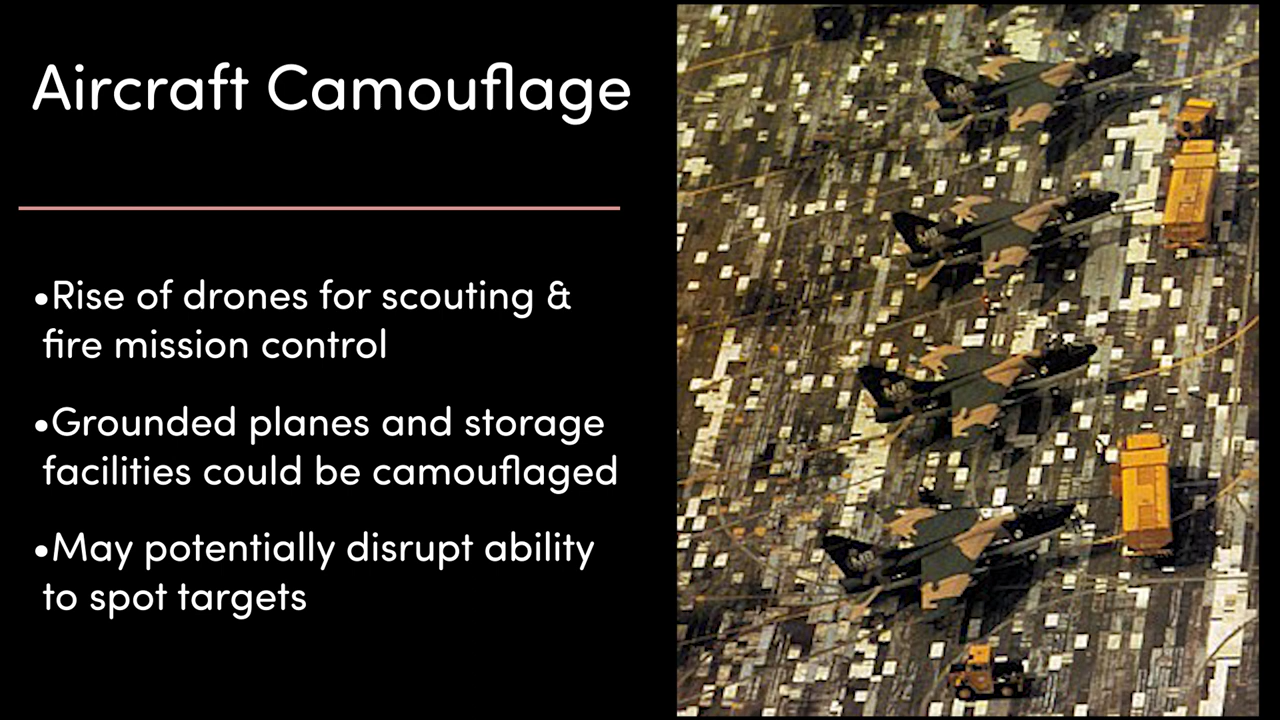 Aircraft Camouflage
•Rise of drones for scouting &
fire mission control
•Grounded planes and storage
facilities could be camouflaged
•May potentially disrupt ability
to spot targets